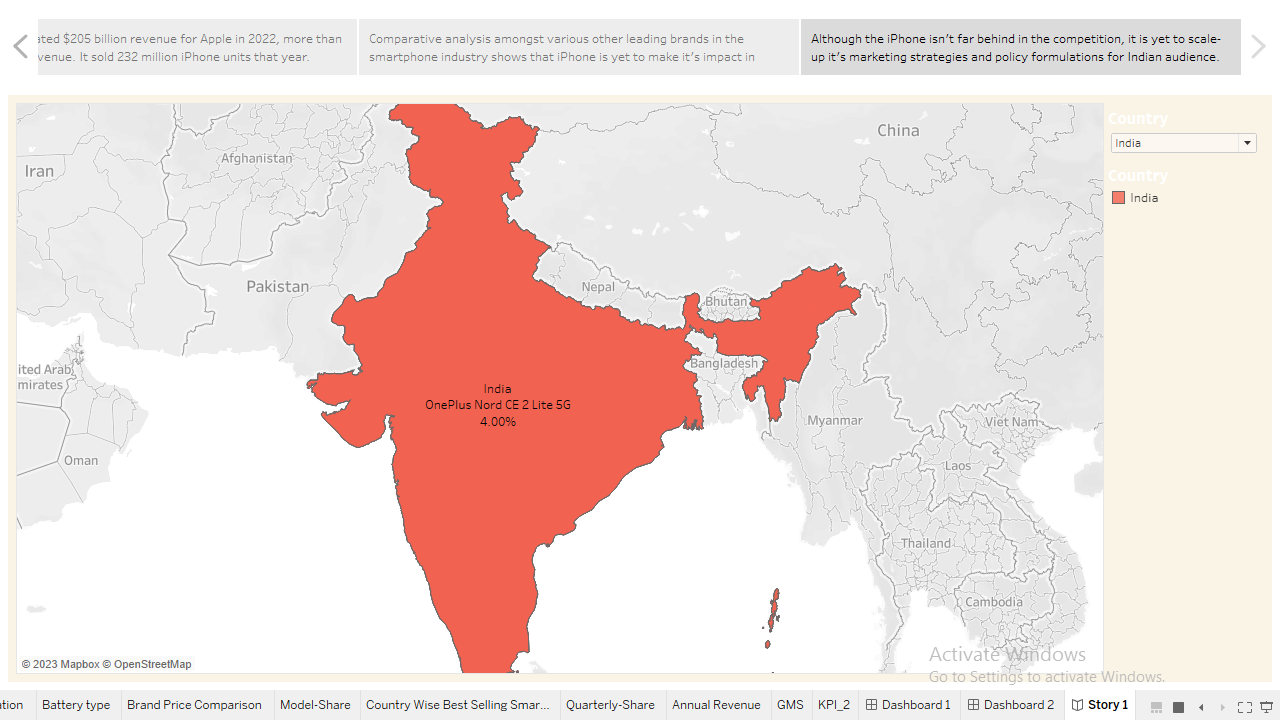 ated $205 billion revenue for Apple in 2022, more than
venue. It sold 232 million iPhone units that year.
Comparative analysis amongst various other leading brands in the
smartphone industry shows that iPhone is yet to make it's impact in
Although the iPhone isn't far behind in the competition, it is yet to scale-
up it's marketing strategies and policy formulations for Indian audience.
Country
India
Country
India
China
Afghanistan
Iran
Pakistan
Nepal
Bhutan
Bangladesh
ited Arab
mirates
Oman
India
OnePlus Nord CE 2 Lite 5G
4.00%
Myanmar
Viet Nam
Laos
Thailand
Cambodia
© 2023 Mapbox © OpenStreetMap
Activate Windows
Go to Settings to activate Windows.
ation Battery type Brand Price Comparison Model-Share Country Wise Best Selling Smar... Quarterly-Share Annual Revenue GMS KPI_2 Dashboard 1 Dashboard 2 Story 1